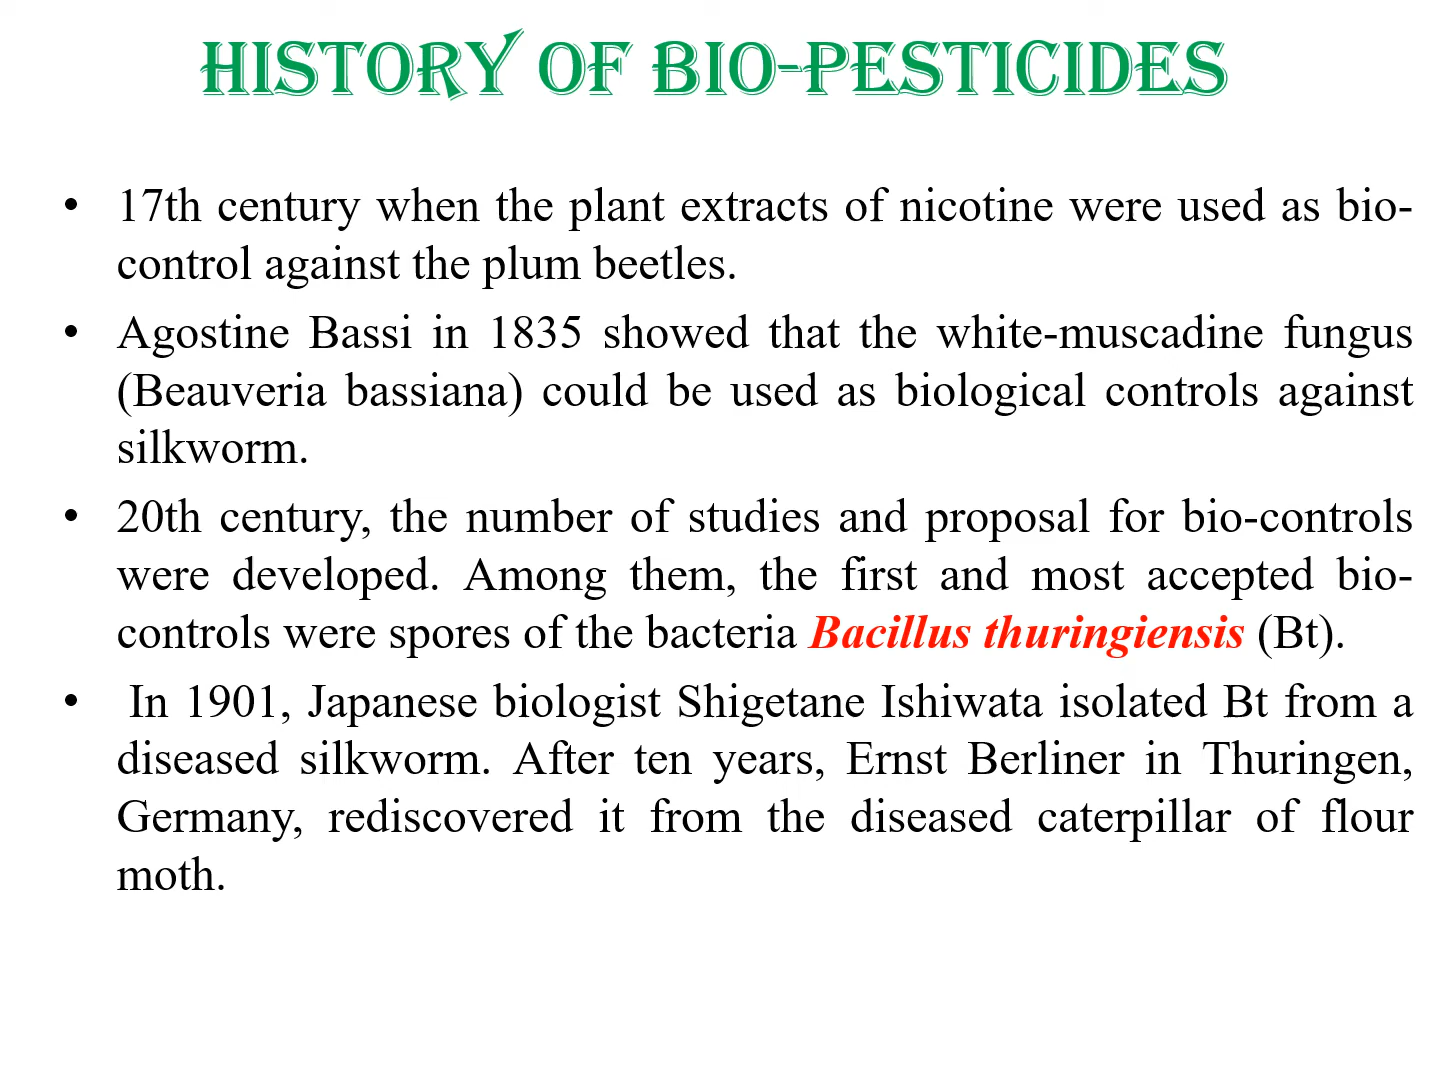 HISTORY OF BIO-PESTICIDES
• 17th century when the plant extracts of nicotine were used as bio-
control against the plum beetles.
• Agostine Bassi in 1835 showed that the white-muscadine fungus
(Beauveria bassiana) could be used as biological controls against
silkworm.
• 20th century, the number of studies and proposal for bio-controls
were developed. Among them, the first and most accepted bio-
controls were spores of the bacteria Bacillus thuringiensis (Bt).
• In 1901, Japanese biologist Shigetane Ishiwata isolated Bt from a
diseased silkworm. After ten years, Ernst Berliner in Thuringen,
Germany, rediscovered it from the diseased caterpillar of flour
moth.